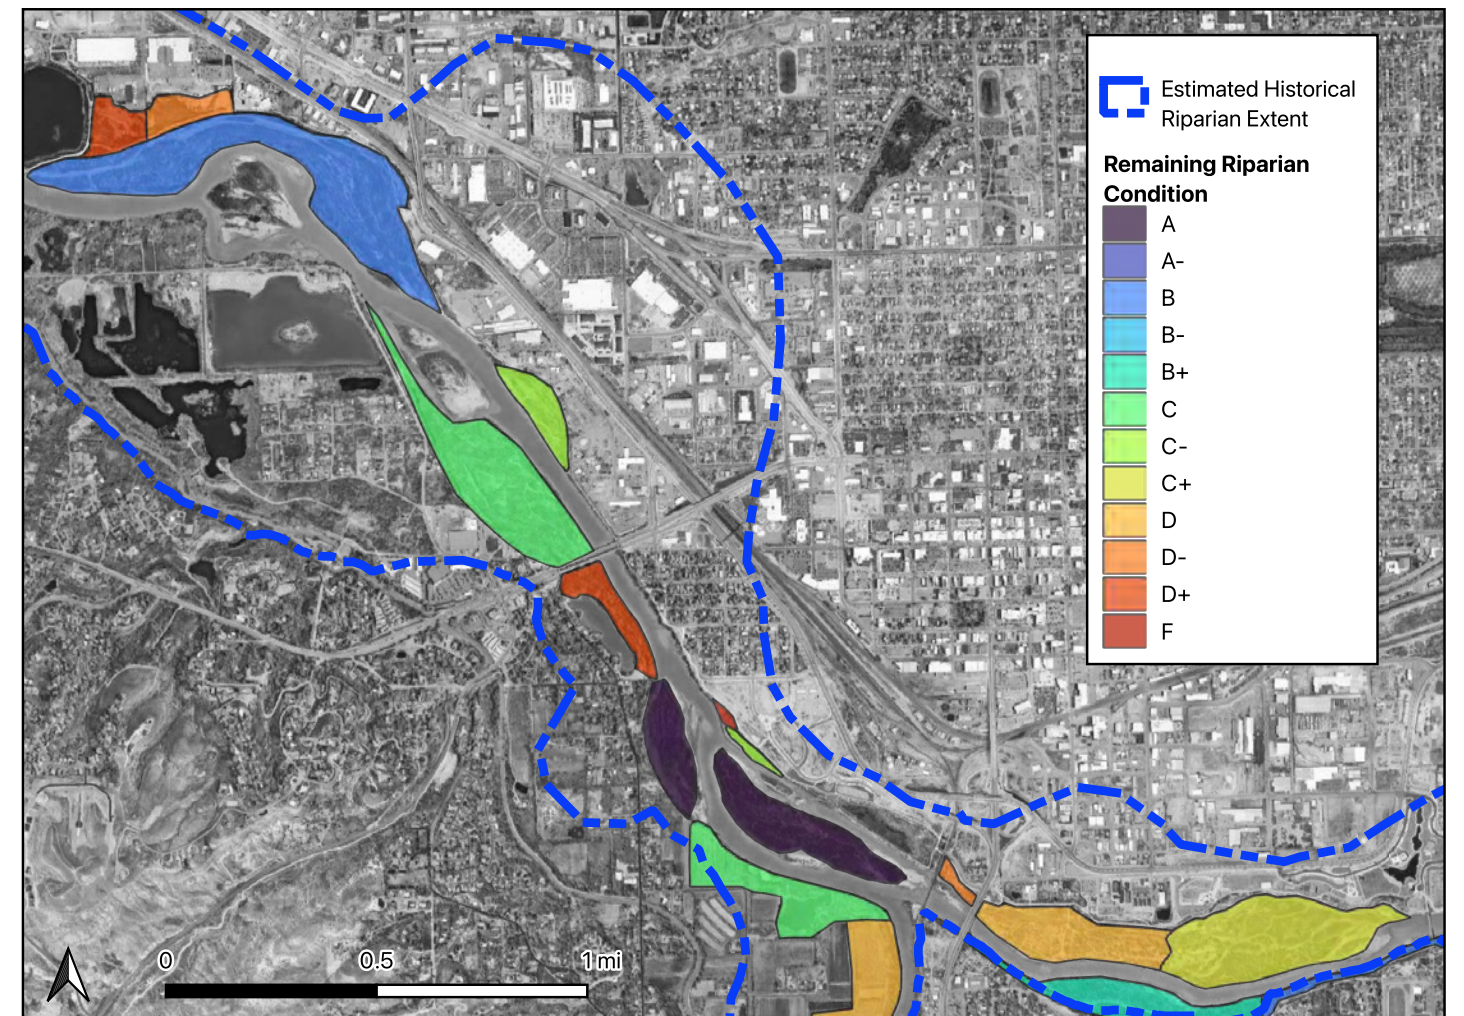 Estimated Historical
Riparian Extent
Remaining Riparian
Condition
A
A-
B
B-
B+
C
C-
C+
D
D-
D+
F
0 0.5 1 mi